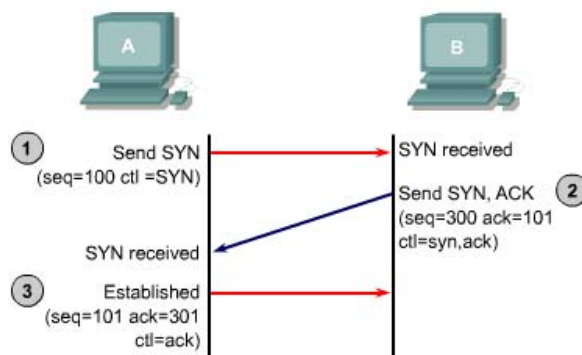 A
B
1
Send SYN
(seq=100 ctl =SYN)
SYN received
Send SYN, ACK
(seq=300 ack=101
ctl=syn,ack)
2
SYN received
3
Established
(seq=101 ack=301
ctl=ack)